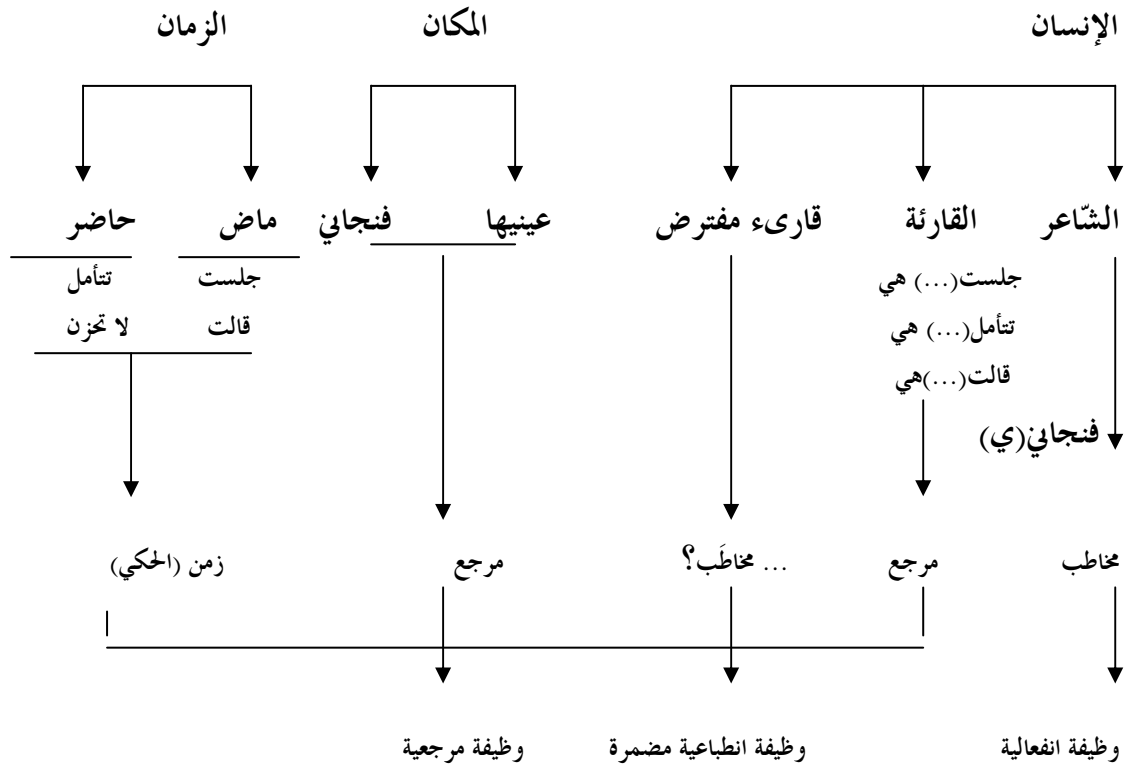 الإنسان المكان الزمان
الشّاعر القارئة قارىء مفترض عينيها فنجاني ماض حاضر
جلست(...) هي جلست تتأمل
تتأمل(...) هي قالت لا تحزن
قالت(...)هي
فنجاني(ي)
مخاطب مرجع ... مخاطَب؟ مرجع زمن (الحكي)
وظيفة انفعالية وظيفة انطباعية مضمرة وظيفة مرجعية